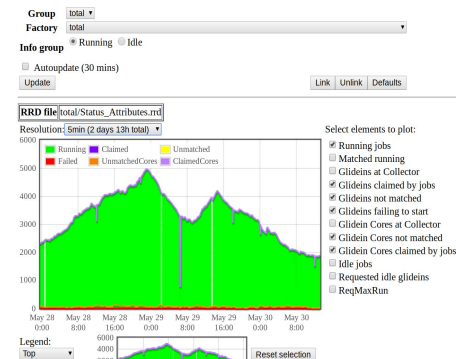 Group total
Factory total
Info group Running Idle
Autoupdate (30 mins)
Update Link Unlink Defaults
RRD file total/Status_Attributes.rrd
Resolution: 5min (2 days 13h total)
Select elements to plot:
6000
5000
4000
3000
2000
1000
0
Running Claimed Unmatched
Failed UnmatchedCores ClaimedCores
May 28 May 28 May 28 May 29 May 29 May 29 May 30 May 30
0:00 8:00 16:00 0:00 8:00 16:00 0:00 8:00
Running jobs
Matched running
Glideins at Collector
Glideins claimed by jobs
Glideins not matched
Glideins failing to start
Glidein Cores at Collector
Glidein Cores not matched
Glidein Cores claimed by jobs
Idle jobs
Requested idle glideins
ReqMaxRun
Legend:
Top
6000
4000
Reset selection